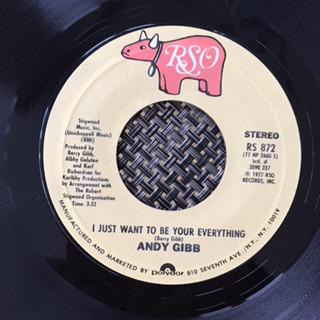 RSO
Stigwood
Music, Inc.
(Unichappell Music)
(BMI)
Produced by
Barry Gibb,
Albhy Galuten
and Karl
Richardson for
Karlbhy Productions
by Arrangement with
The Robert
Stigwood Organisation
Time: 3:32
STEREO
RS 872
(77 NP 2660 S)
Intl. #
2090 237
℗ 1977 RSO
RECORDS, INC.
I JUST WANT TO BE YOUR EVERYTHING
(Barry Gibb)
ANDY GIBB
MANUFACTURED AND MARKETED BY polydor 810 SEVENTH AVE./N.Y., N.Y. 10019